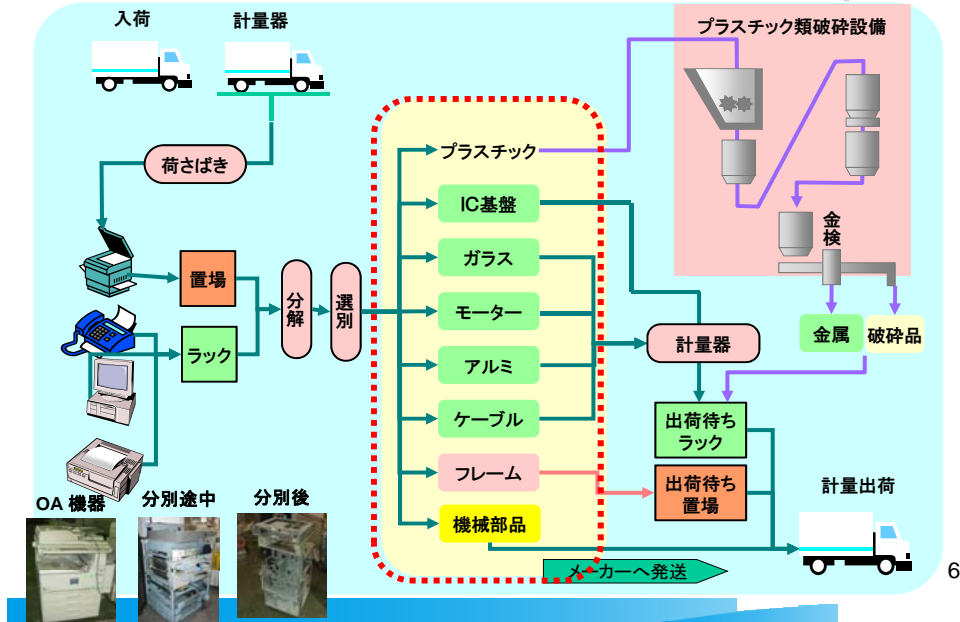 入荷
計量器
プラスチック類破砕設備
荷さばき
プラスチック
IC基盤
金
検
置場
分
解
選
別
ガラス
モーター
ラック
計量器
金属
破砕品
アルミ
ケーブル
出荷待ち
ラック
フレーム
出荷待ち
置場
OA 機器
分別途中
分別後
機械部品
計量出荷
メーカーへ発送
6